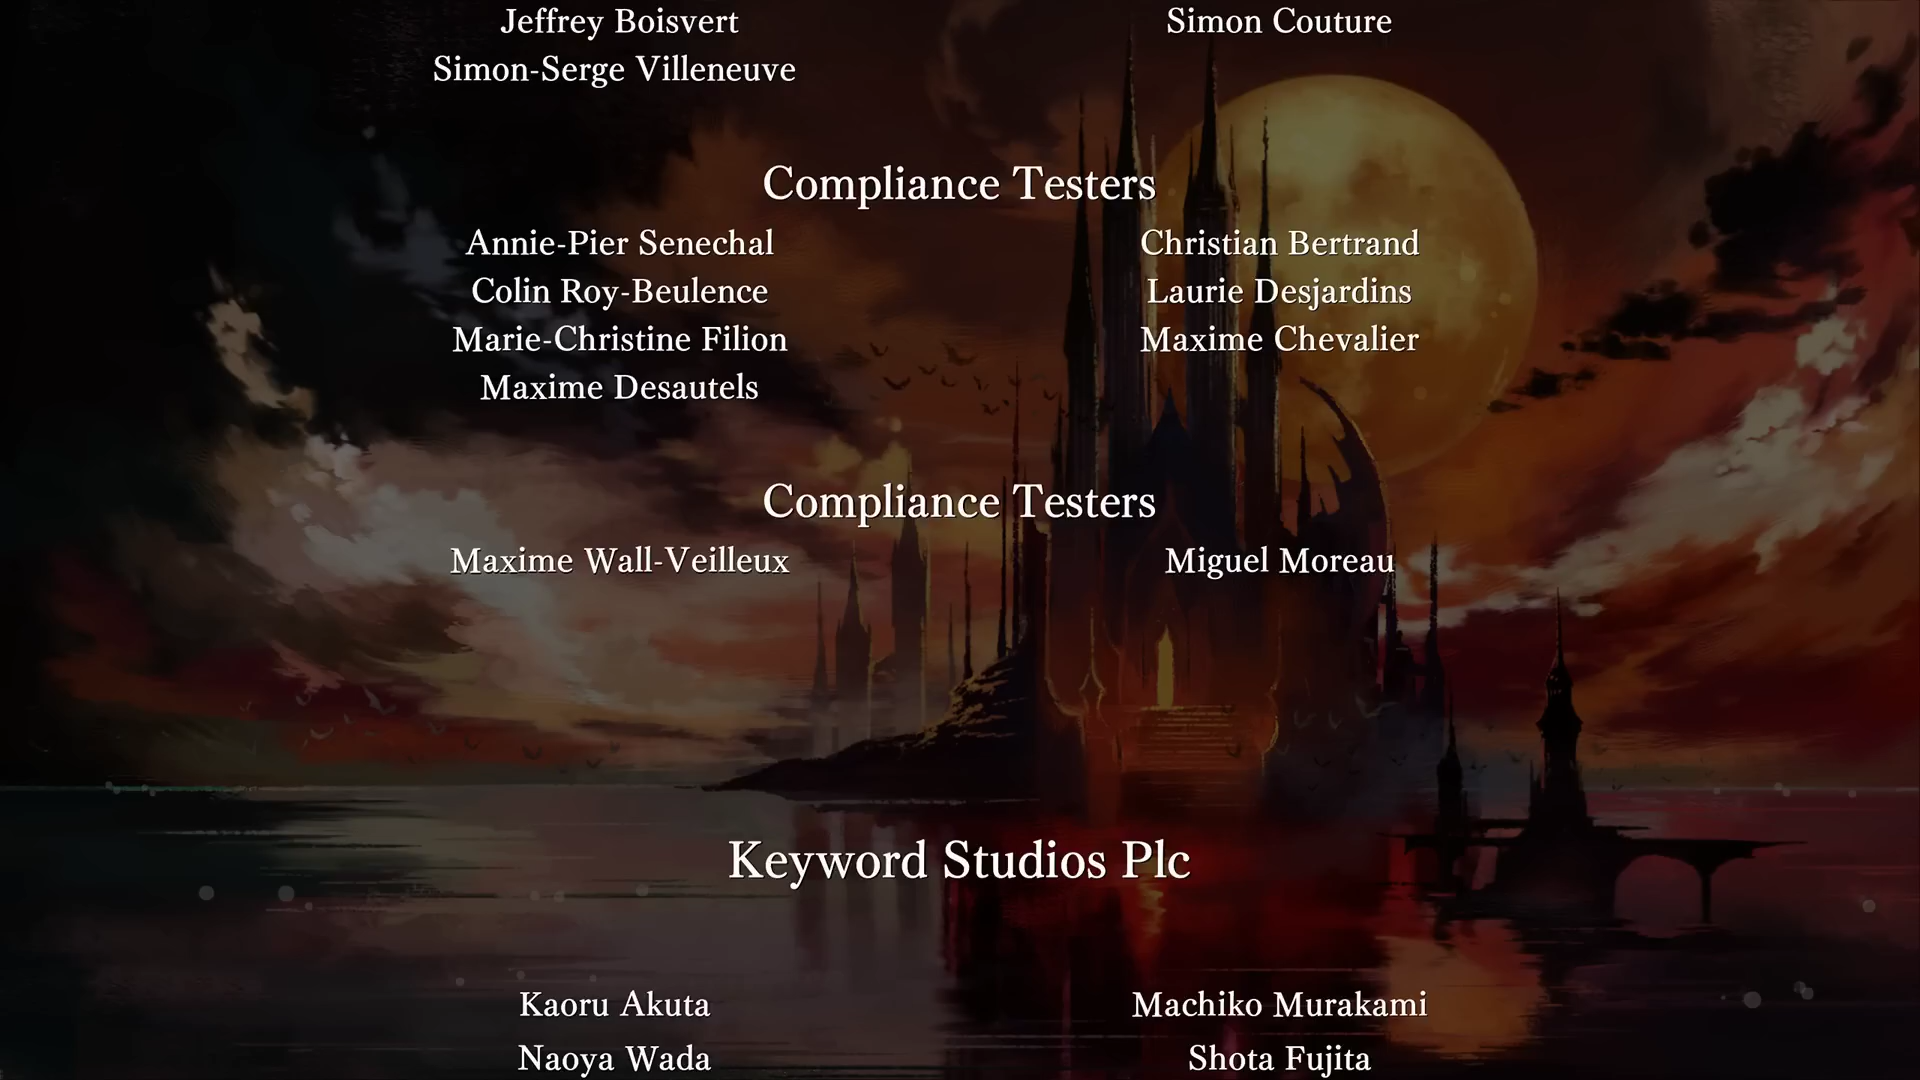 Jeffrey Boisvert Simon Couture
Simon-Serge Villeneuve
Compliance Testers
Annie-Pier Senechal Christian Bertrand
Colin Roy-Beulence Laurie Desjardins
Marie-Christine Filion Maxime Chevalier
Maxime Desautels
Compliance Testers
Maxime Wall-Veilleux Miguel Moreau
Keyword Studios Plc
Kaoru Akuta Machiko Murakami
Naoya Wada Shota Fujita